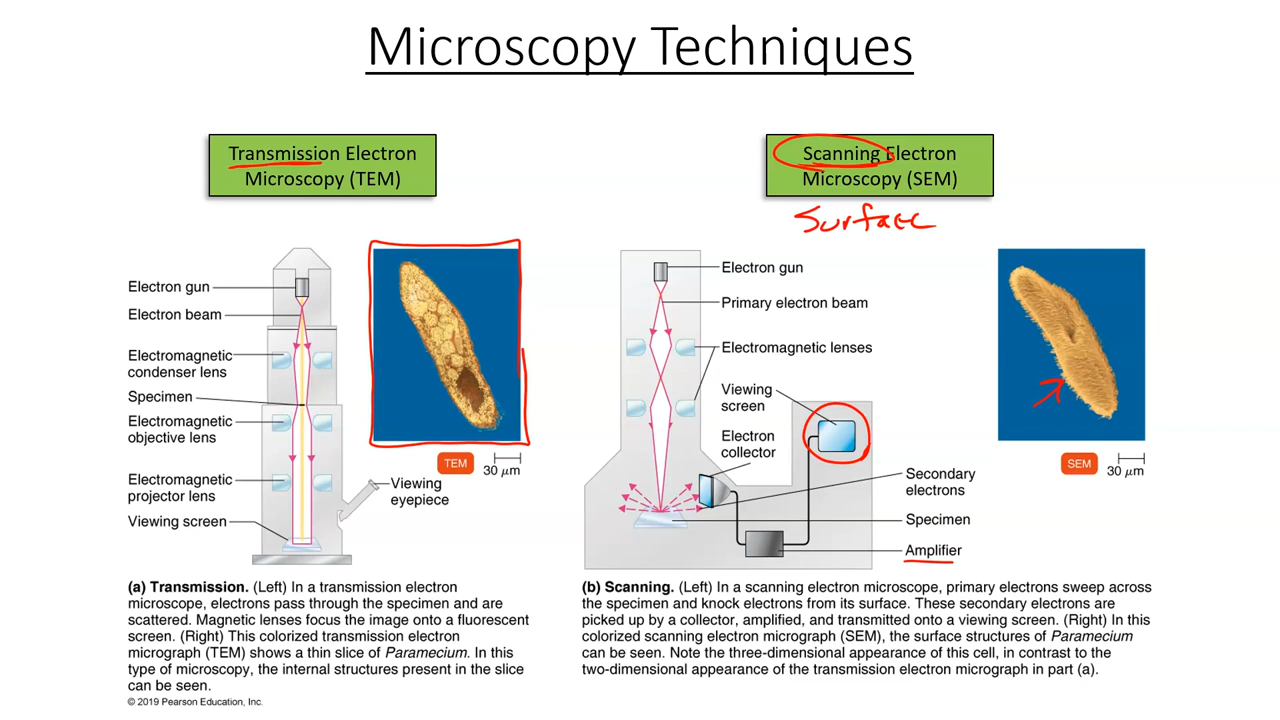 Microscopy Techniques
Transmission Electron
Microscopy (TEM)
Scanning Electron
Microscopy (SEM)
Surface
Electron gun
Electron beam
Electromagnetic
condenser lens
Specimen
Electromagnetic
objective lens
Electromagnetic
projector lens
Viewing screen
Viewing
eyepiece
TEM
30 μm
Electron gun
Primary electron beam
Electromagnetic lenses
Viewing
screen
Electron
collector
Secondary
electrons
Specimen
Amplifier
SEM
30 μm
(a) Transmission. (Left) In a transmission electron
microscope, electrons pass through the specimen and are
scattered. Magnetic lenses focus the image onto a fluorescent
screen. (Right) This colorized transmission electron
micrograph (TEM) shows a thin slice of Paramecium. In this
type of microscopy, the internal structures present in the slice
can be seen.
© 2019 Pearson Education, Inc.
(b) Scanning. (Left) In a scanning electron microscope, primary electrons sweep across
the specimen and knock electrons from its surface. These secondary electrons are
picked up by a collector, amplified, and transmitted onto a viewing screen. (Right) In this
colorized scanning electron micrograph (SEM), the surface structures of Paramecium
can be seen. Note the three-dimensional appearance of this cell, in contrast to the
two-dimensional appearance of the transmission electron micrograph in part (a).